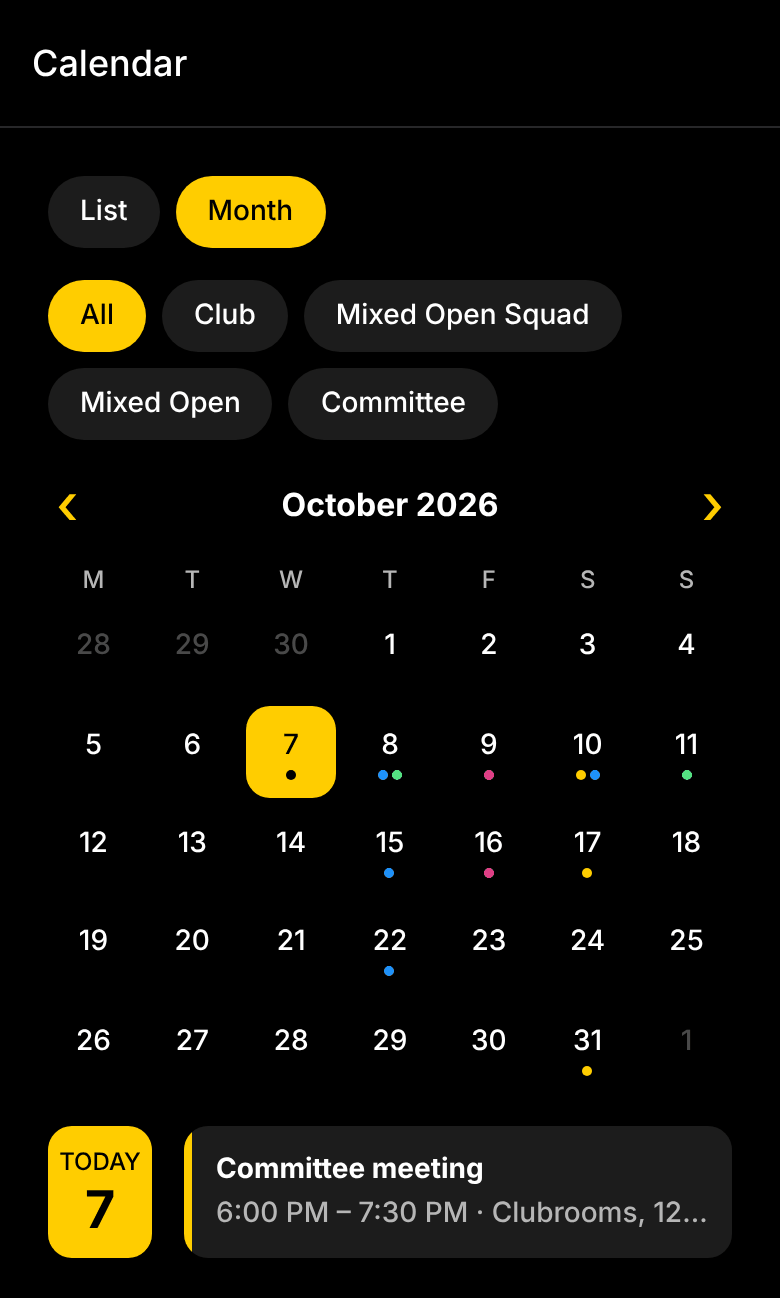 Calendar
List Month
All Club Mixed Open Squad
Mixed Open Committee
‹ October 2026 ›
M T W T F S S
28 29 30 1 2 3 4
5 6 7 8 9 10 11
12 13 14 15 16 17 18
19 20 21 22 23 24 25
26 27 28 29 30 31 1
TODAY
7
Committee meeting
6:00 PM – 7:30 PM · Clubrooms, 12...